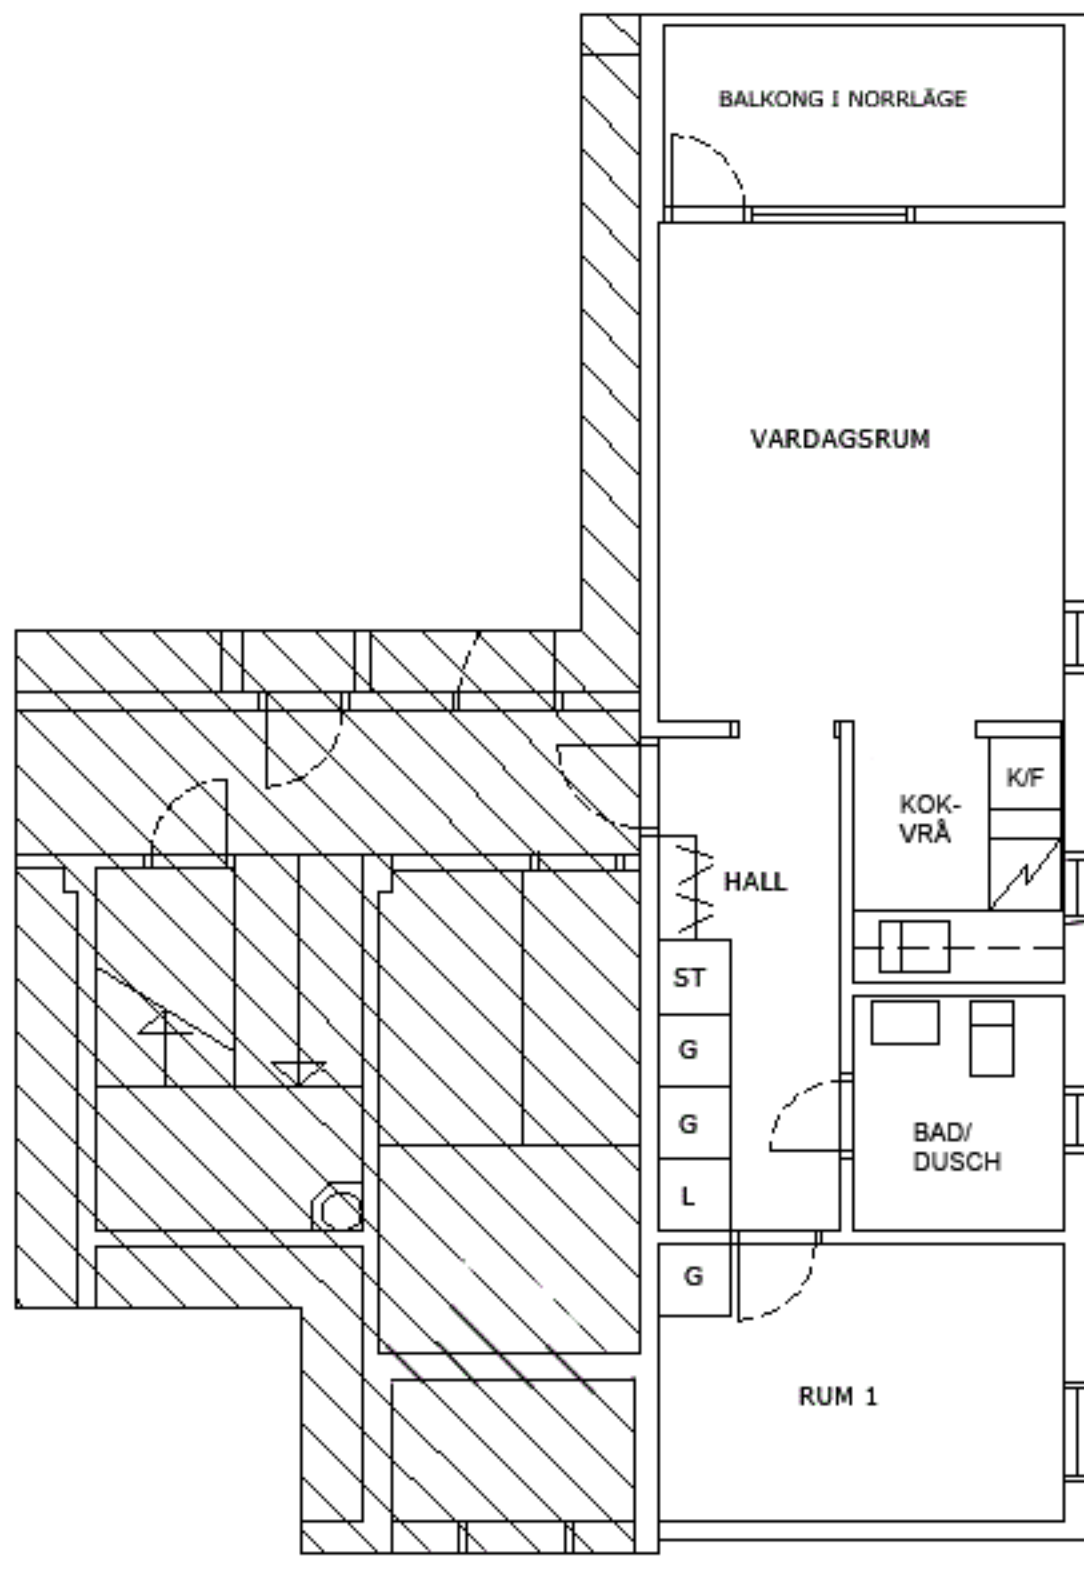 BALKONG I NORRLÄGE
VARDAGSRUM
K/F
KOK-
VRÅ
HALL
ST
G
G
BAD/
DUSCH
L
G
RUM 1